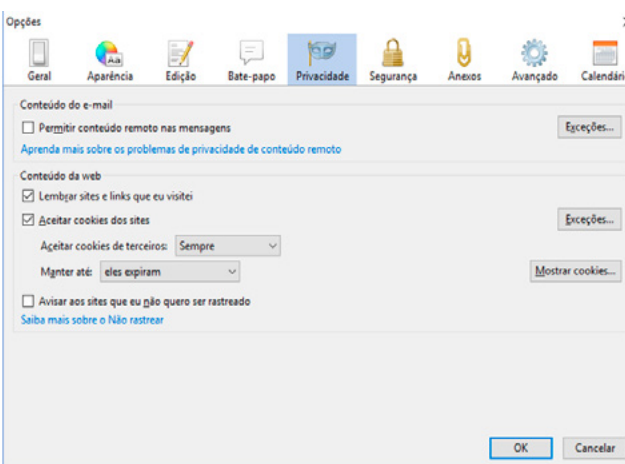 Opções
Geral Aparência Edição Bate-papo Privacidade Segurança Anexos Avançado Calendári
Conteúdo do e-mail
Permitir conteúdo remoto nas mensagens Exceções...
Aprenda mais sobre os problemas de privacidade de conteúdo remoto
Conteúdo da web
Lembrar sites e links que eu visitei
Aceitar cookies dos sites Exceções...
Aceitar cookies de terceiros: Sempre
Manter até: eles expiram Mostrar cookies...
Avisar aos sites que eu não quero ser rastreado
Saiba mais sobre o Não rastrear
OK Cancelar